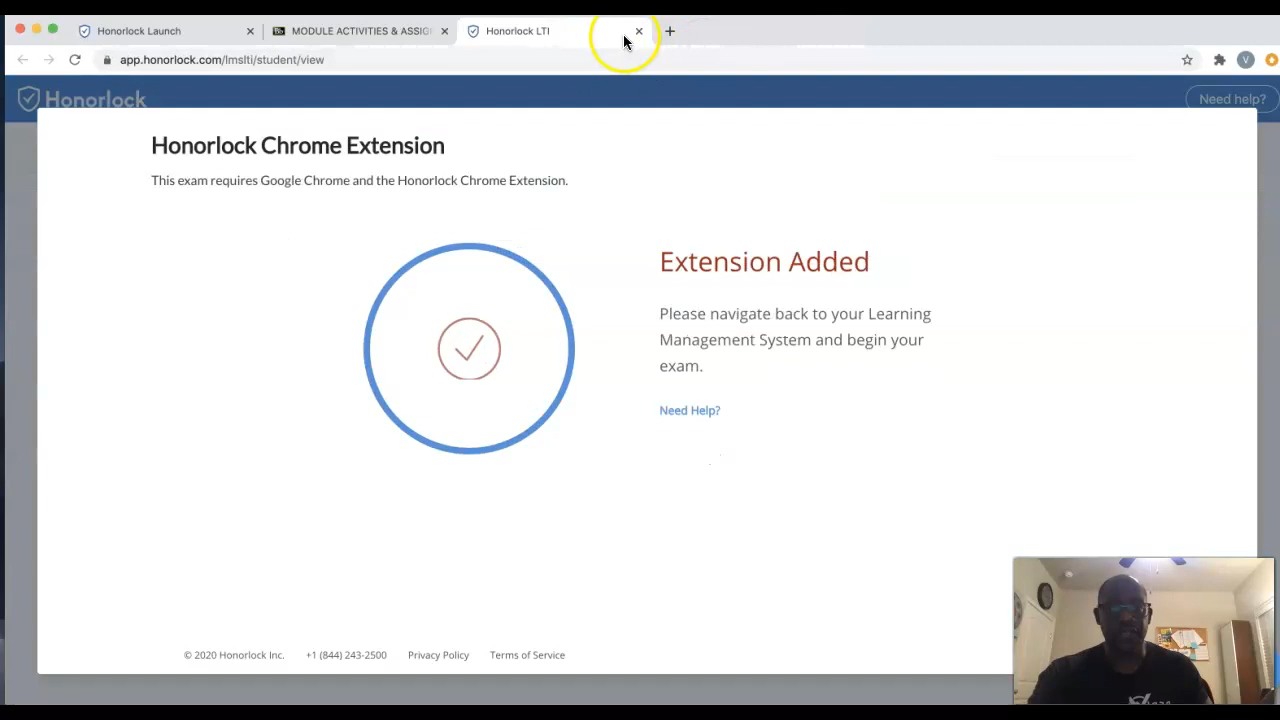 Honorlock Launch
MODULE ACTIVITIES & ASSIG
Honorlock LTI
app.honorlock.com/lmslti/student/view
V
Honorlock
Need help?
Honorlock Chrome Extension
This exam requires Google Chrome and the Honorlock Chrome Extension.
Extension Added
Please navigate back to your Learning
Management System and begin your
exam.
Need Help?
© 2020 Honorlock Inc.
+1 (844) 243-2500
Privacy Policy
Terms of Service